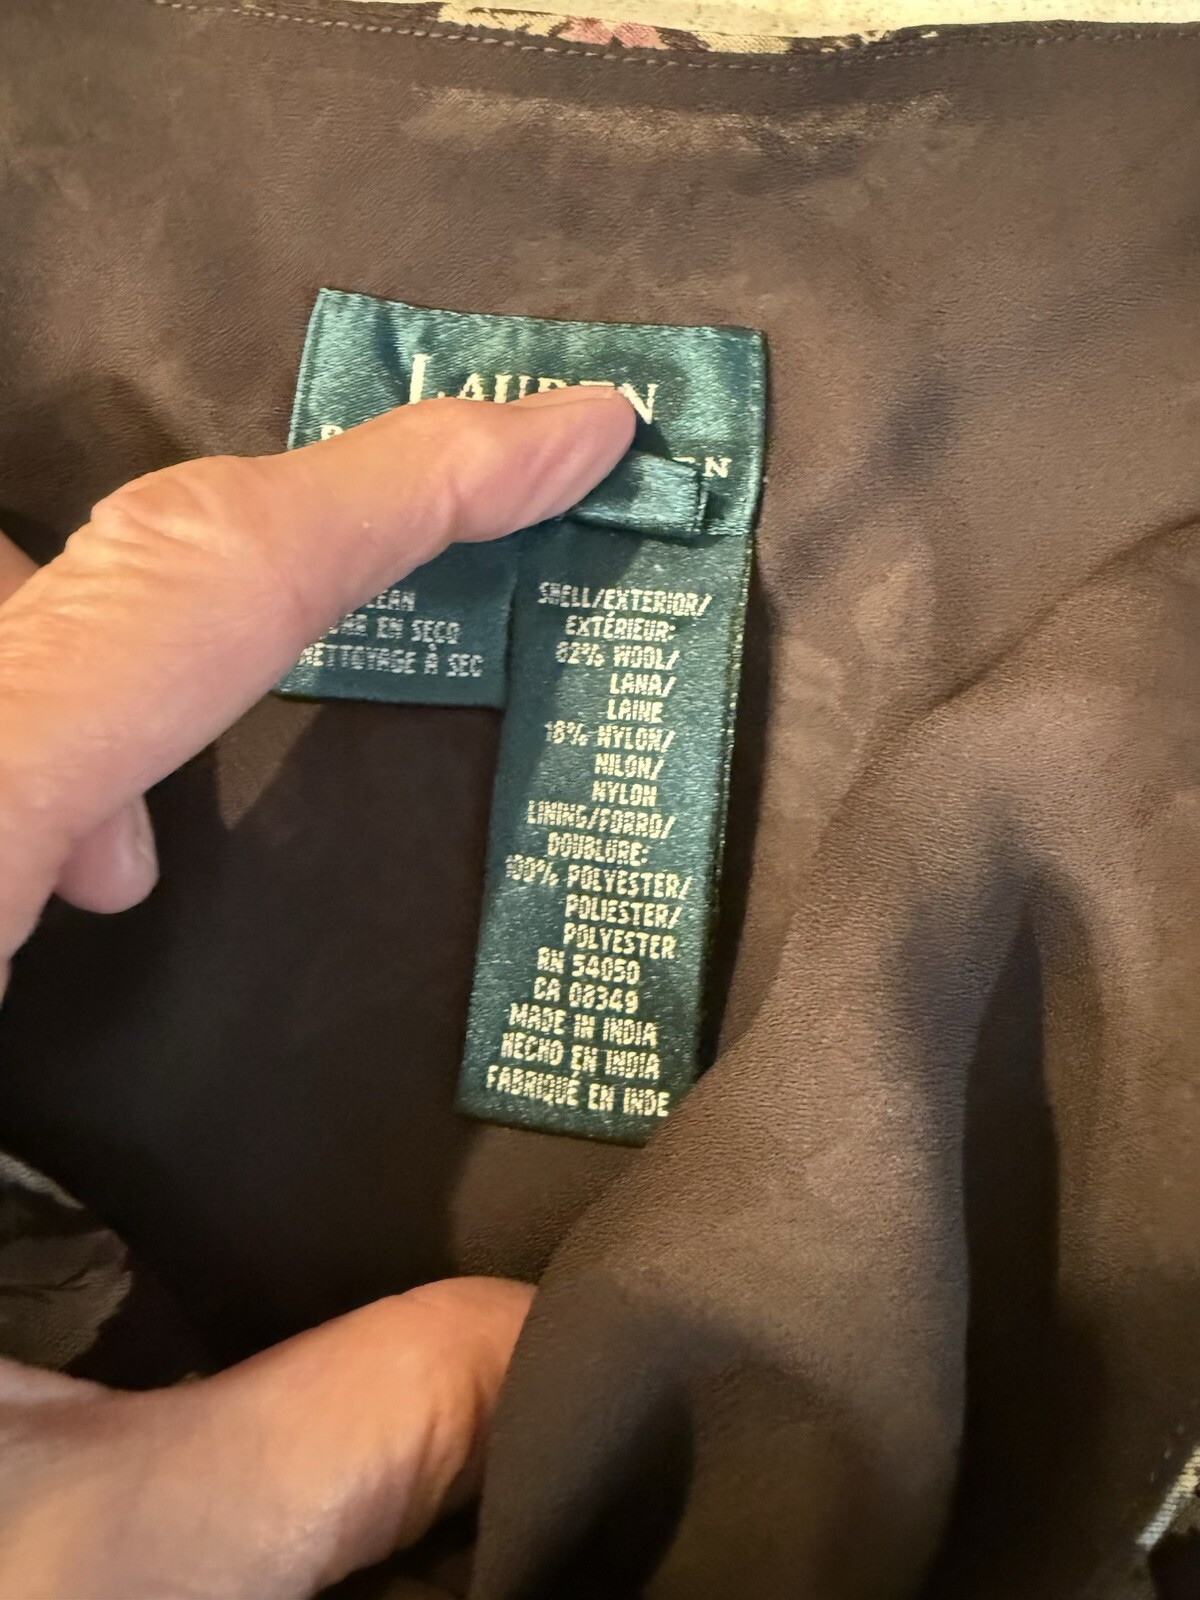 LAUREN
SHELL/EXTERIOR/
EXTÉRIEUR:
82% WOOL/
LANA/
LAINE
18% NYLON/
NILON/
NYLON
LINING/FORRO/
DOUBLURE:
100% POLYESTER/
POLIESTER/
POLYESTER
RN 54050
CA 08349
MADE IN INDIA
HECHO EN INDIA
FABRIQUÉ EN INDE
EN SECO
NETTOYAGE À SEC